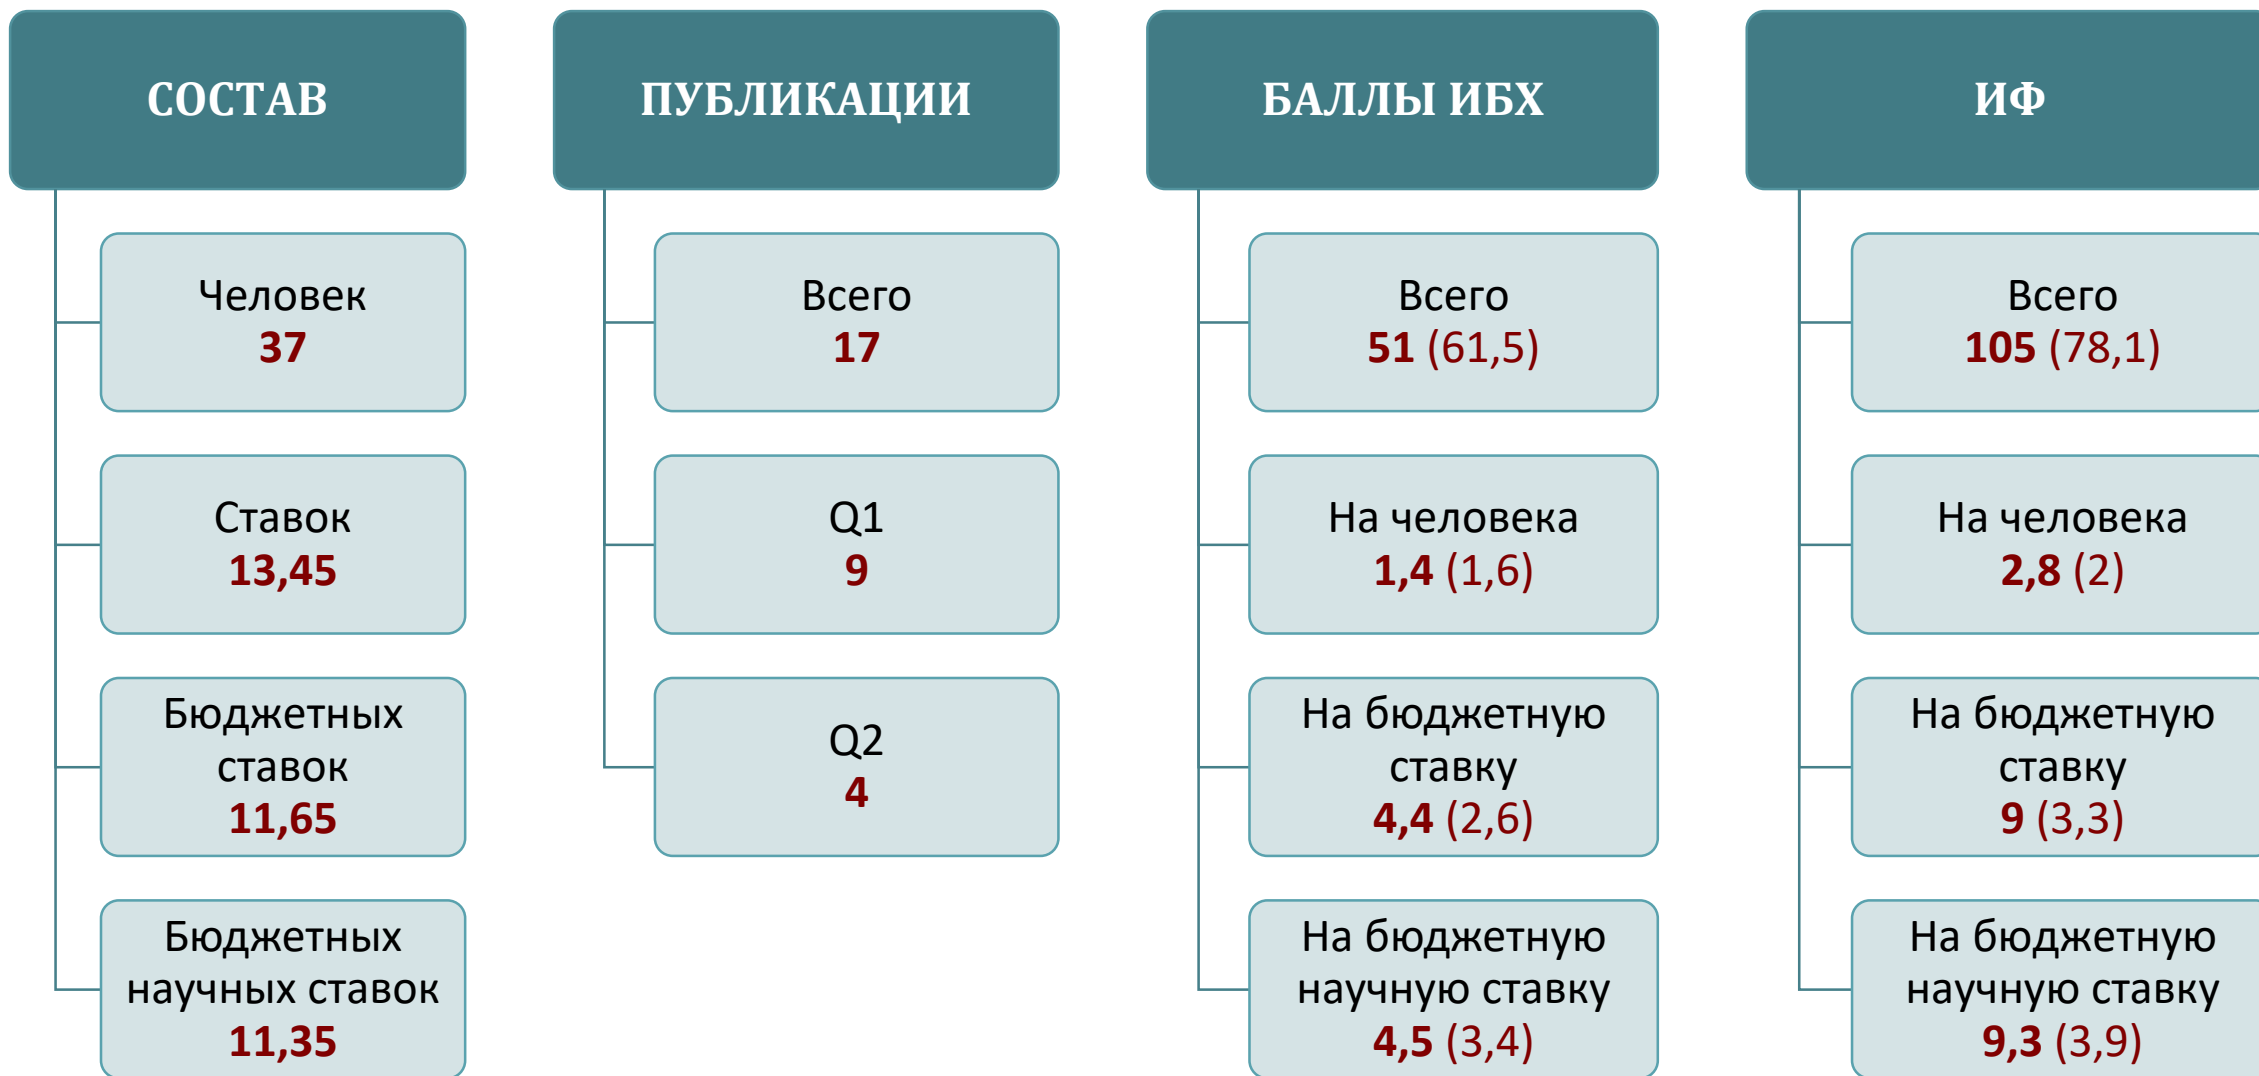 СОСТАВ
Человек
37
Ставок
13,45
Бюджетных
ставок
11,65
Бюджетных
научных ставок
11,35
ПУБЛИКАЦИИ
Всего
17
Q1
9
Q2
4
БАЛЛЫ ИБХ
Всего
51 (61,5)
На человека
1,4 (1,6)
На бюджетную
ставку
4,4 (2,6)
На бюджетную
научную ставку
4,5 (3,4)
ИФ
Всего
105 (78,1)
На человека
2,8 (2)
На бюджетную
ставку
9 (3,3)
На бюджетную
научную ставку
9,3 (3,9)